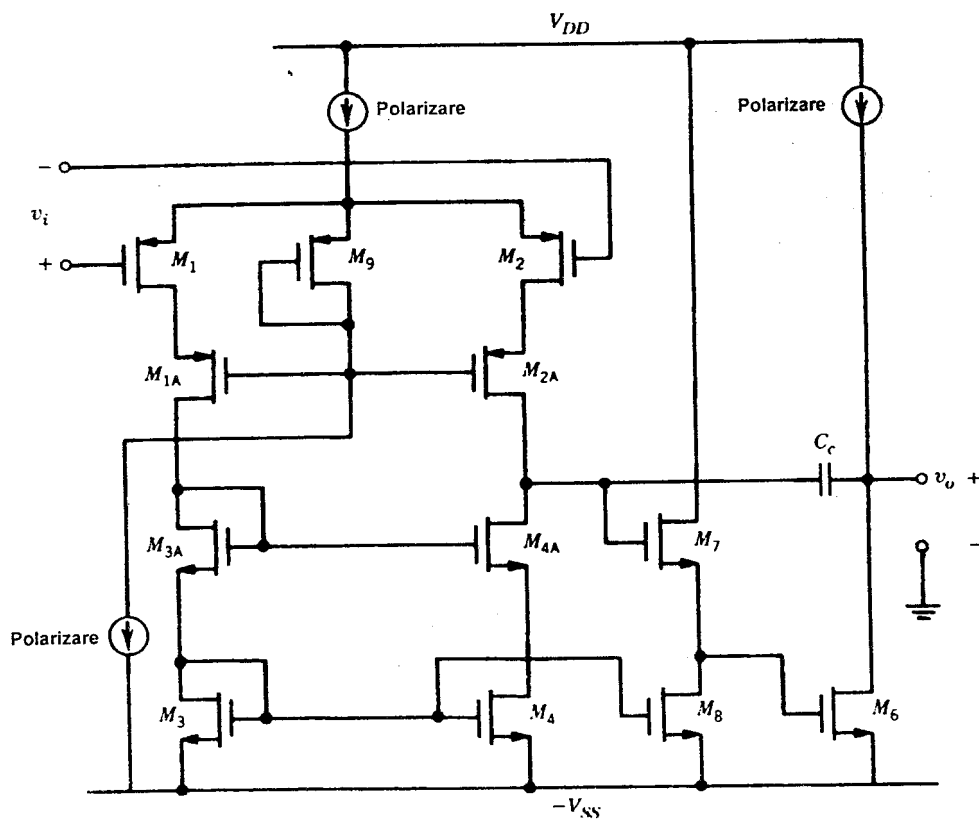 V_DD
Polarizare
Polarizare
−
v_i
+
M_1
M_9
M_2
M_1A
M_2A
C_c
v_o +
−
M_3A
M_4A
M_7
Polarizare
M_3
M_4
M_8
M_6
−V_SS